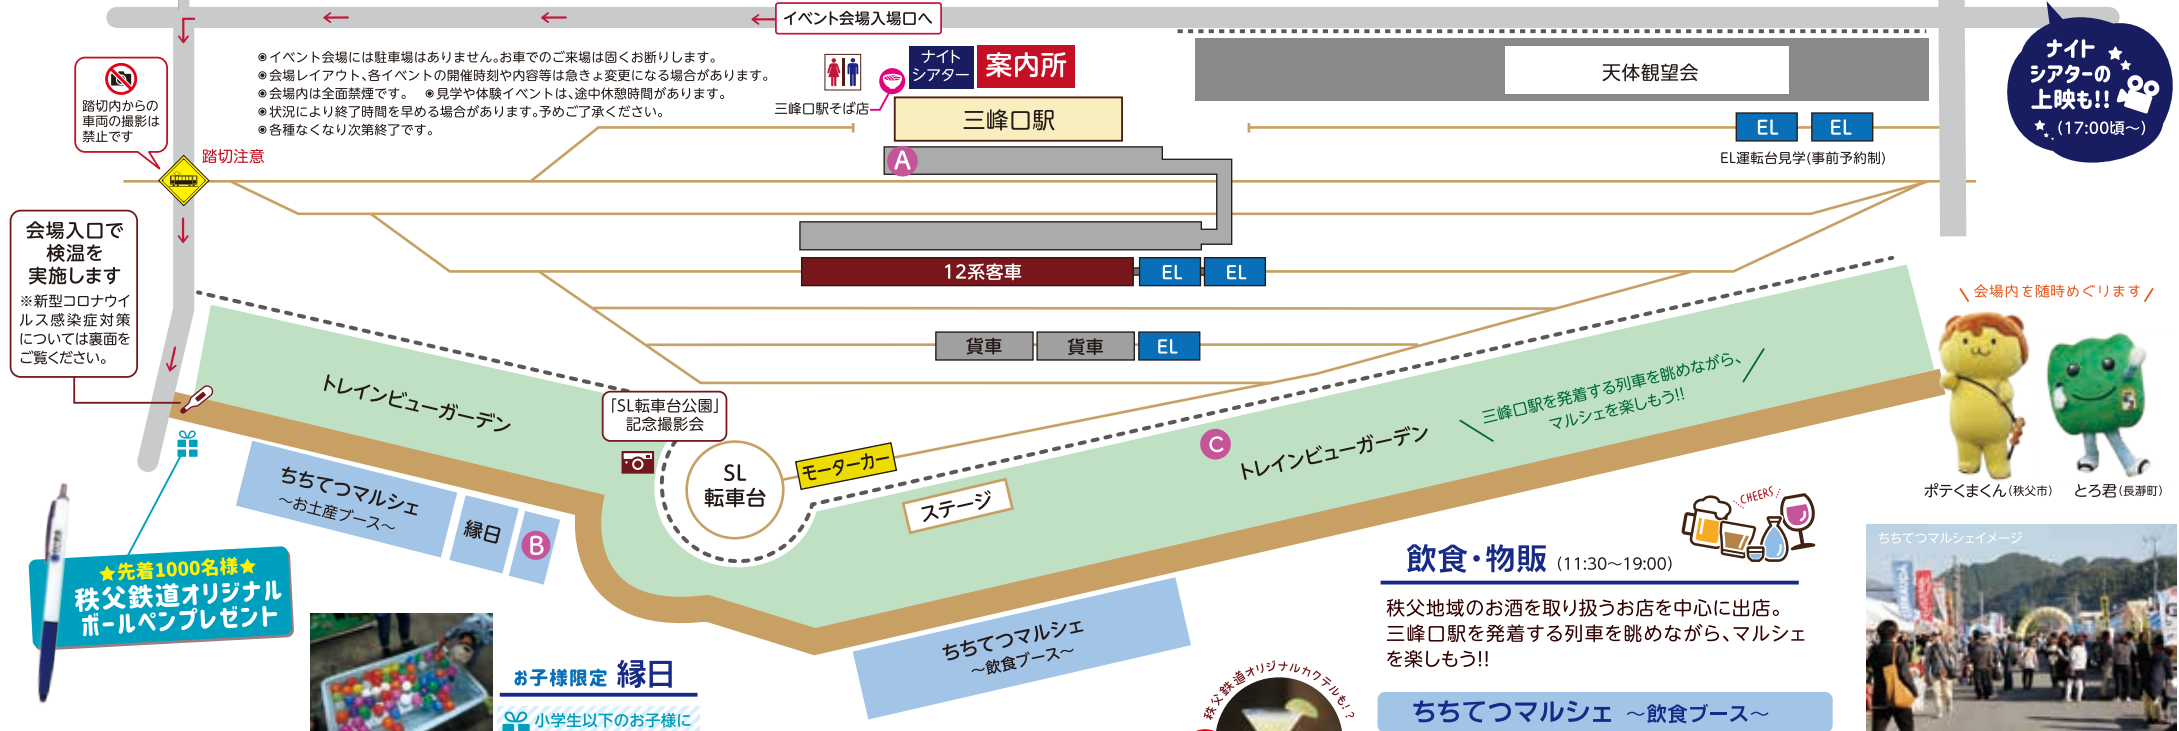 イベント会場入場口へ
踏切内からの
車両の撮影は
禁止です
踏切注意
◉イベント会場には駐車場はありません。お車でのご来場は固くお断りします。
◉会場レイアウト、各イベントの開催時刻や内容等は急きょ変更になる場合があります。
◉会場内は全面禁煙です。 ◉見学や体験イベントは、途中休憩時間があります。
◉状況により終了時間を早める場合があります。予めご了承ください。
◉各種なくなり次第終了です。
三峰口駅そば店
ナイト
シアター
案内所
三峰口駅
A
天体観望会
EL EL
EL運転台見学(事前予約制)
ナイト
シアターの
上映も!!
(17:00頃～)
会場入口で
検温を
実施します
※新型コロナウイ
ルス感染症対策
については裏面を
ご覧ください。
12系客車 EL EL
貨車 貨車 EL
トレインビューガーデン
「SL転車台公園」
記念撮影会
SL
転車台
モーターカー
ステージ
C
トレインビューガーデン
三峰口駅を発着する列車を眺めながら、
マルシェを楽しもう!!
会場内を随時めぐります
ポテくまくん(秩父市) とろ君(長瀞町)
ちちてつマルシェ
～お土産ブース～
縁日
B
★先着1000名様★
秩父鉄道オリジナル
ボールペンプレゼント
お子様限定 縁日
小学生以下のお子様に
ちちてつマルシェ
～飲食ブース～
秩父鉄道オリジナルカクテルも!?
CHEERS
飲食・物販 (11:30～19:00)
秩父地域のお酒を取り扱うお店を中心に出店。
三峰口駅を発着する列車を眺めながら、マルシェ
を楽しもう!!
ちちてつマルシェ ～飲食ブース～
ちちてつマルシェイメージ